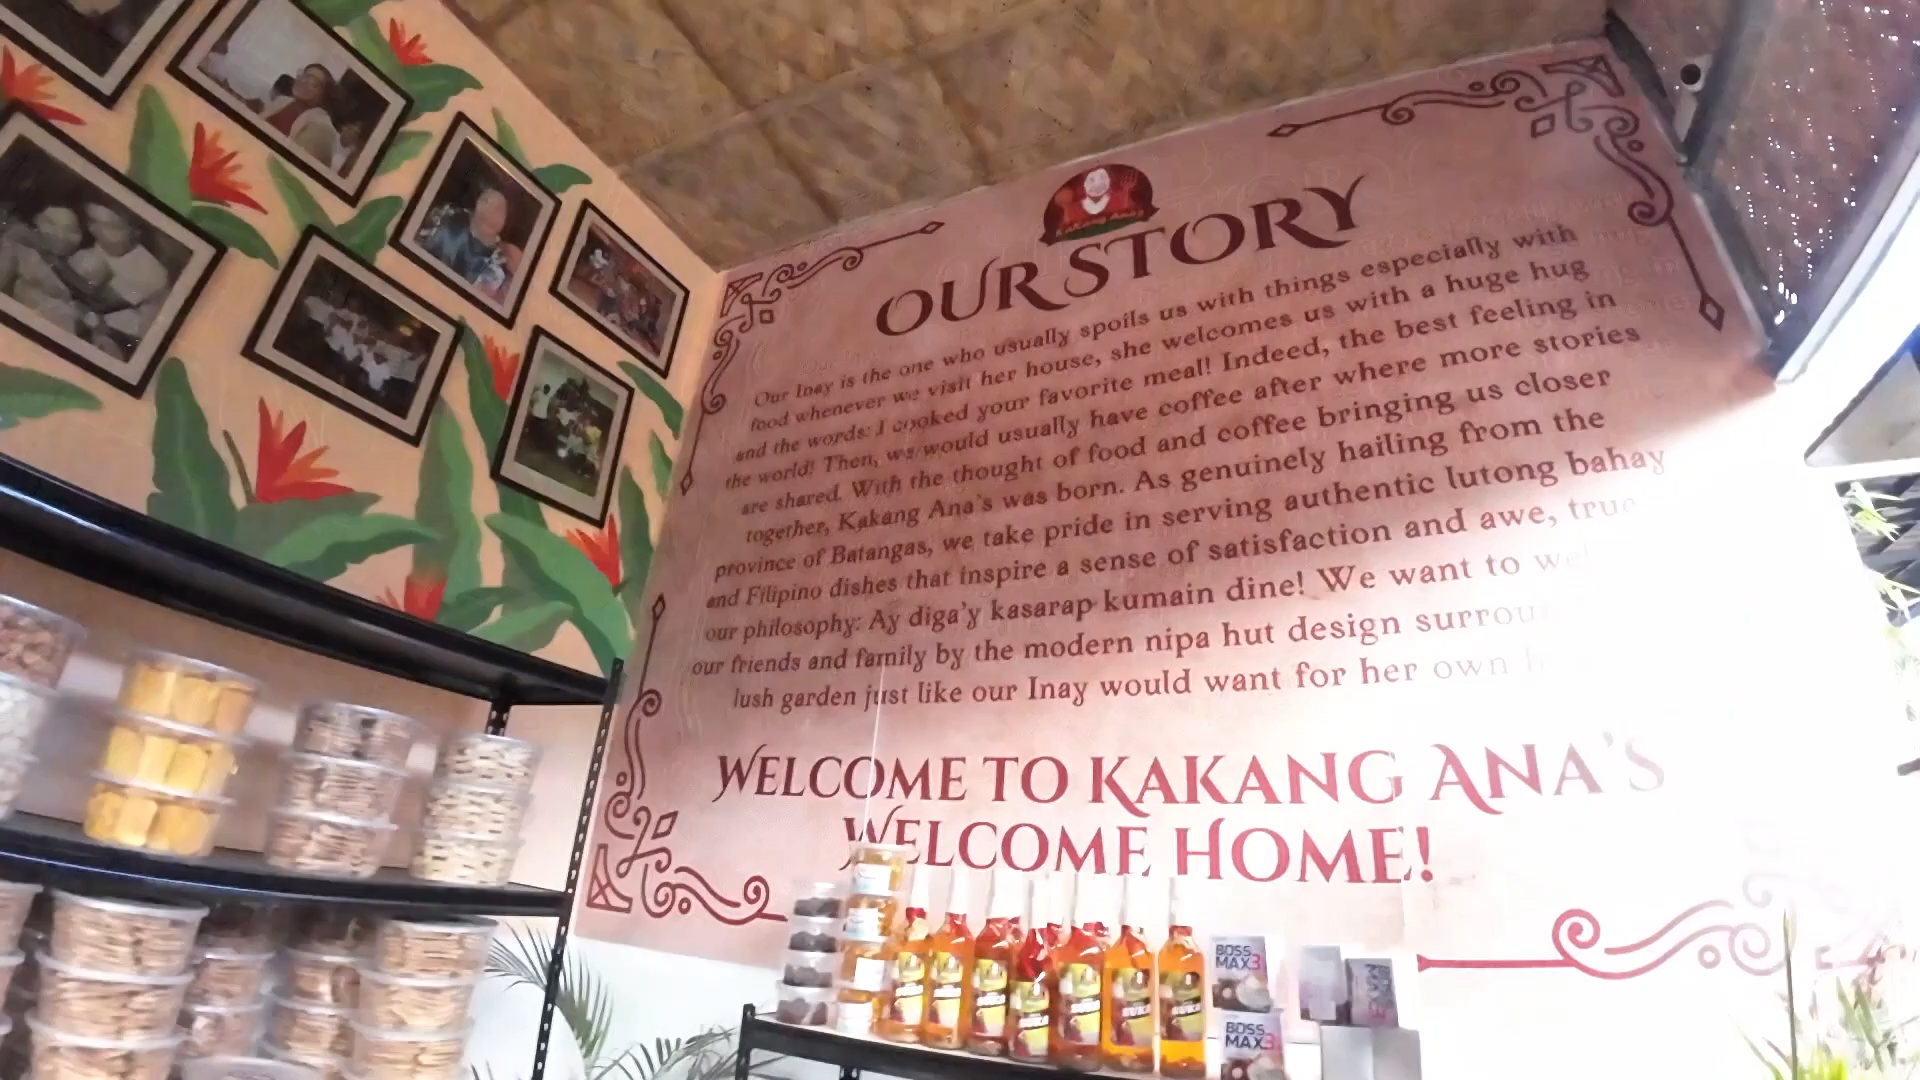 Kakang Ana's
OUR STORY
Our Inay is the one who usually spoils us with things especially with
food whenever we visit her house, she welcomes us with a huge hug
and the words: I cooked your favorite meal! Indeed, the best feeling in
the world! Then, we would usually have coffee after where more stories
are shared. With the thought of food and coffee bringing us closer
together, Kakang Ana's was born. As genuinely hailing from the
province of Batangas, we take pride in serving authentic lutong bahay
and Filipino dishes that inspire a sense of satisfaction and awe, true
our philosophy: Ay diga'y kasarap kumain dine! We want to
our friends and family by the modern nipa hut design
lush garden just like our Inay would want for her own
WELCOME TO KAKANG ANA'S
WELCOME HOME!
BOSS
MAX3
BOSS
MAX3